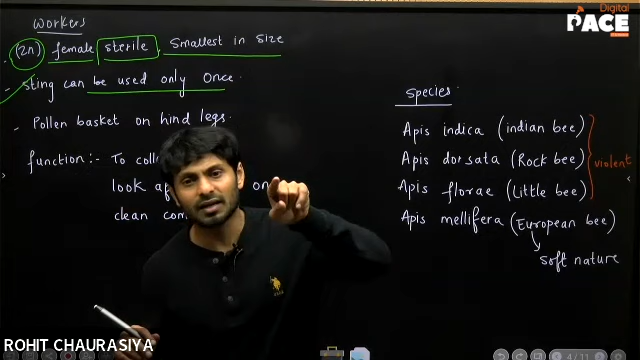 Workers
(2n) female sterile, Smallest in Size
- sting can be used only Once.
- Pollen basket on hind legs.
function :- To
look
clean
species
Apis indica (indian bee)
Apis dorsata (Rock bee)
Apis florae (Little bee)
violent
Apis mellifera (European bee)
soft nature
Digital
PACE
ROHIT CHAURASIYA
4 / 11